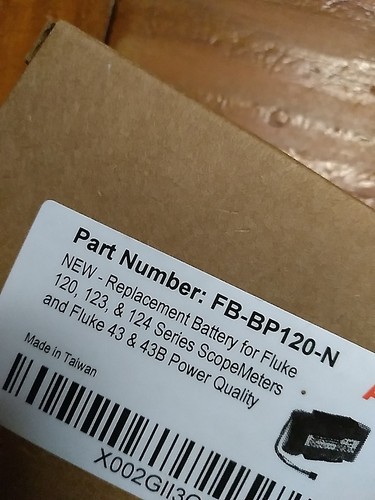 Part Number: FB-BP120-N
NEW - Replacement Battery for Fluke
120, 123, & 124 Series ScopeMeters
and Fluke 43 & 43B Power Quality
Made in Taiwan